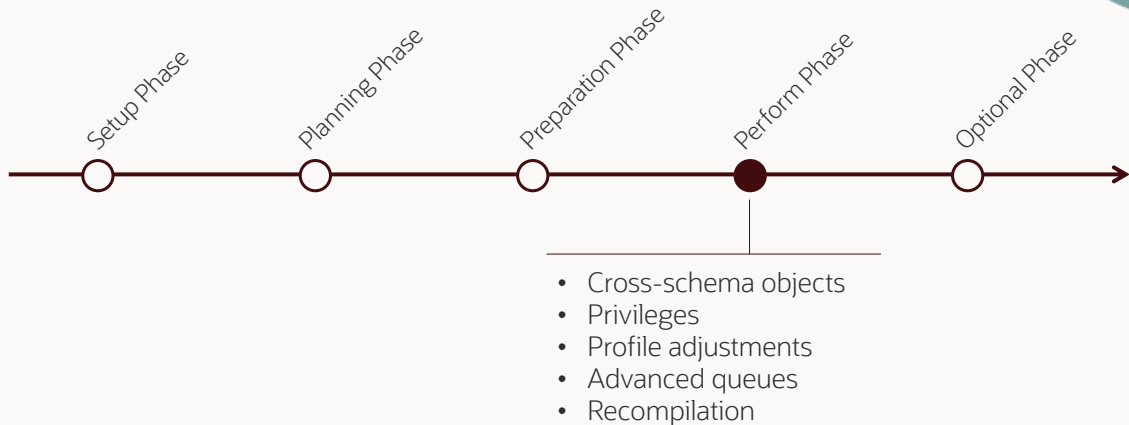 Setup Phase
Planning Phase
Preparation Phase
Perform Phase
Optional Phase
• Cross-schema objects
• Privileges
• Profile adjustments
• Advanced queues
• Recompilation